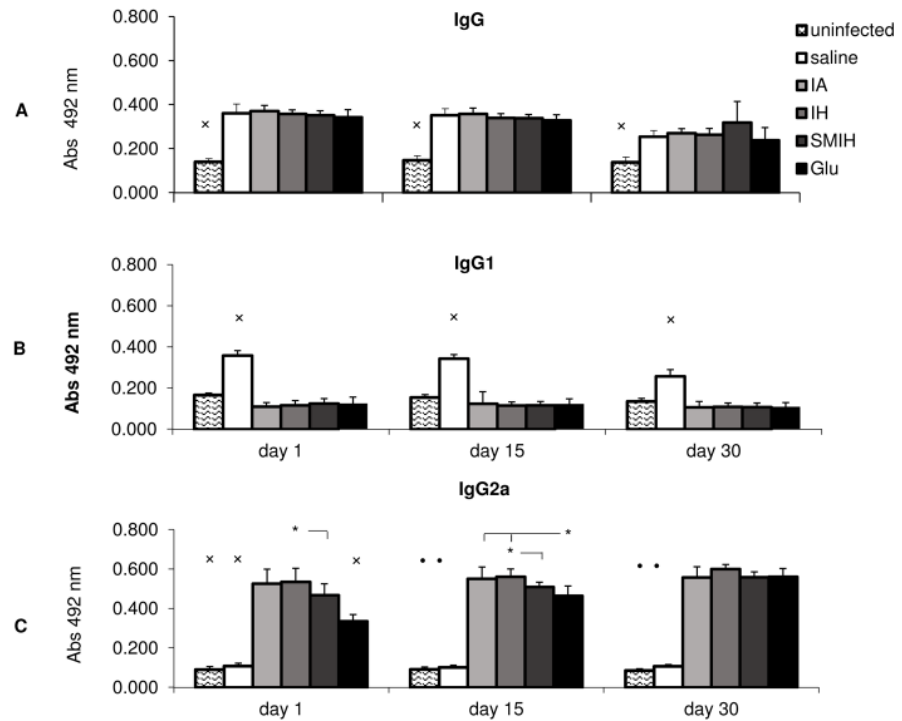 IgG
A
Abs 492 nm
0.800
0.600
0.400
0.200
0.000
×
×
×
uninfected
saline
IA
IH
SMIH
Glu
IgG1
B
Abs 492 nm
0.800
0.600
0.400
0.200
0.000
×
×
×
day 1
day 15
day 30
IgG2a
C
Abs 492 nm
0.800
0.600
0.400
0.200
0.000
× × * ×
• • * *
• •
day 1
day 15
day 30